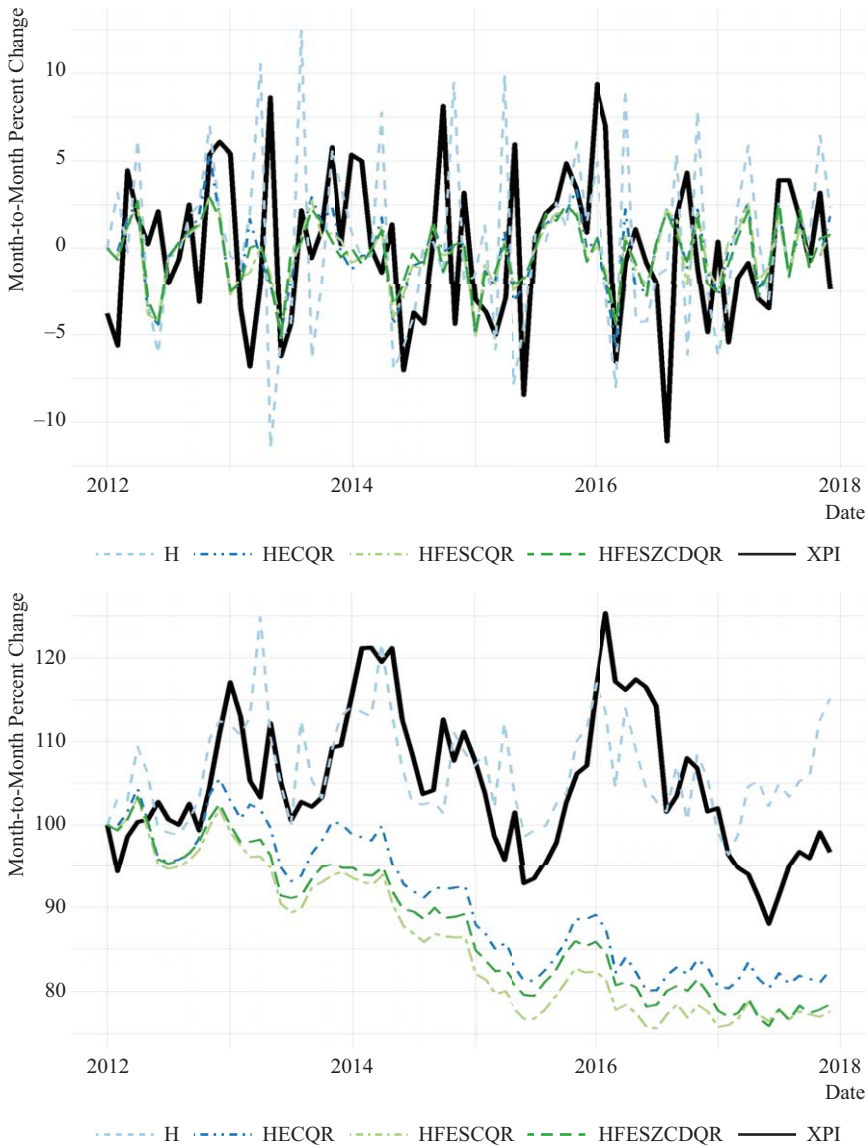 Month-to-Month Percent Change
10
5
0
−5
−10
2012 2014 2016 2018
Date
H HECQR HFESCQR HFESZCDQR XPI
Month-to-Month Percent Change
120
110
100
90
80
2012 2014 2016 2018
Date
H HECQR HFESCQR HFESZCDQR XPI